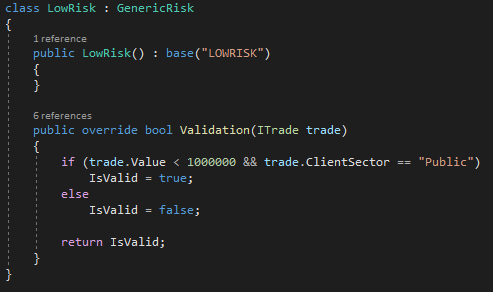 class LowRisk : GenericRisk
{
    1 reference
    public LowRisk() : base("LOWRISK")
    {
    }
    6 references
    public override bool Validation(ITrade trade)
    {
        if (trade.Value < 1000000 && trade.ClientSector == "Public")
            IsValid = true;
        else
            IsValid = false;
        return IsValid;
    }
}